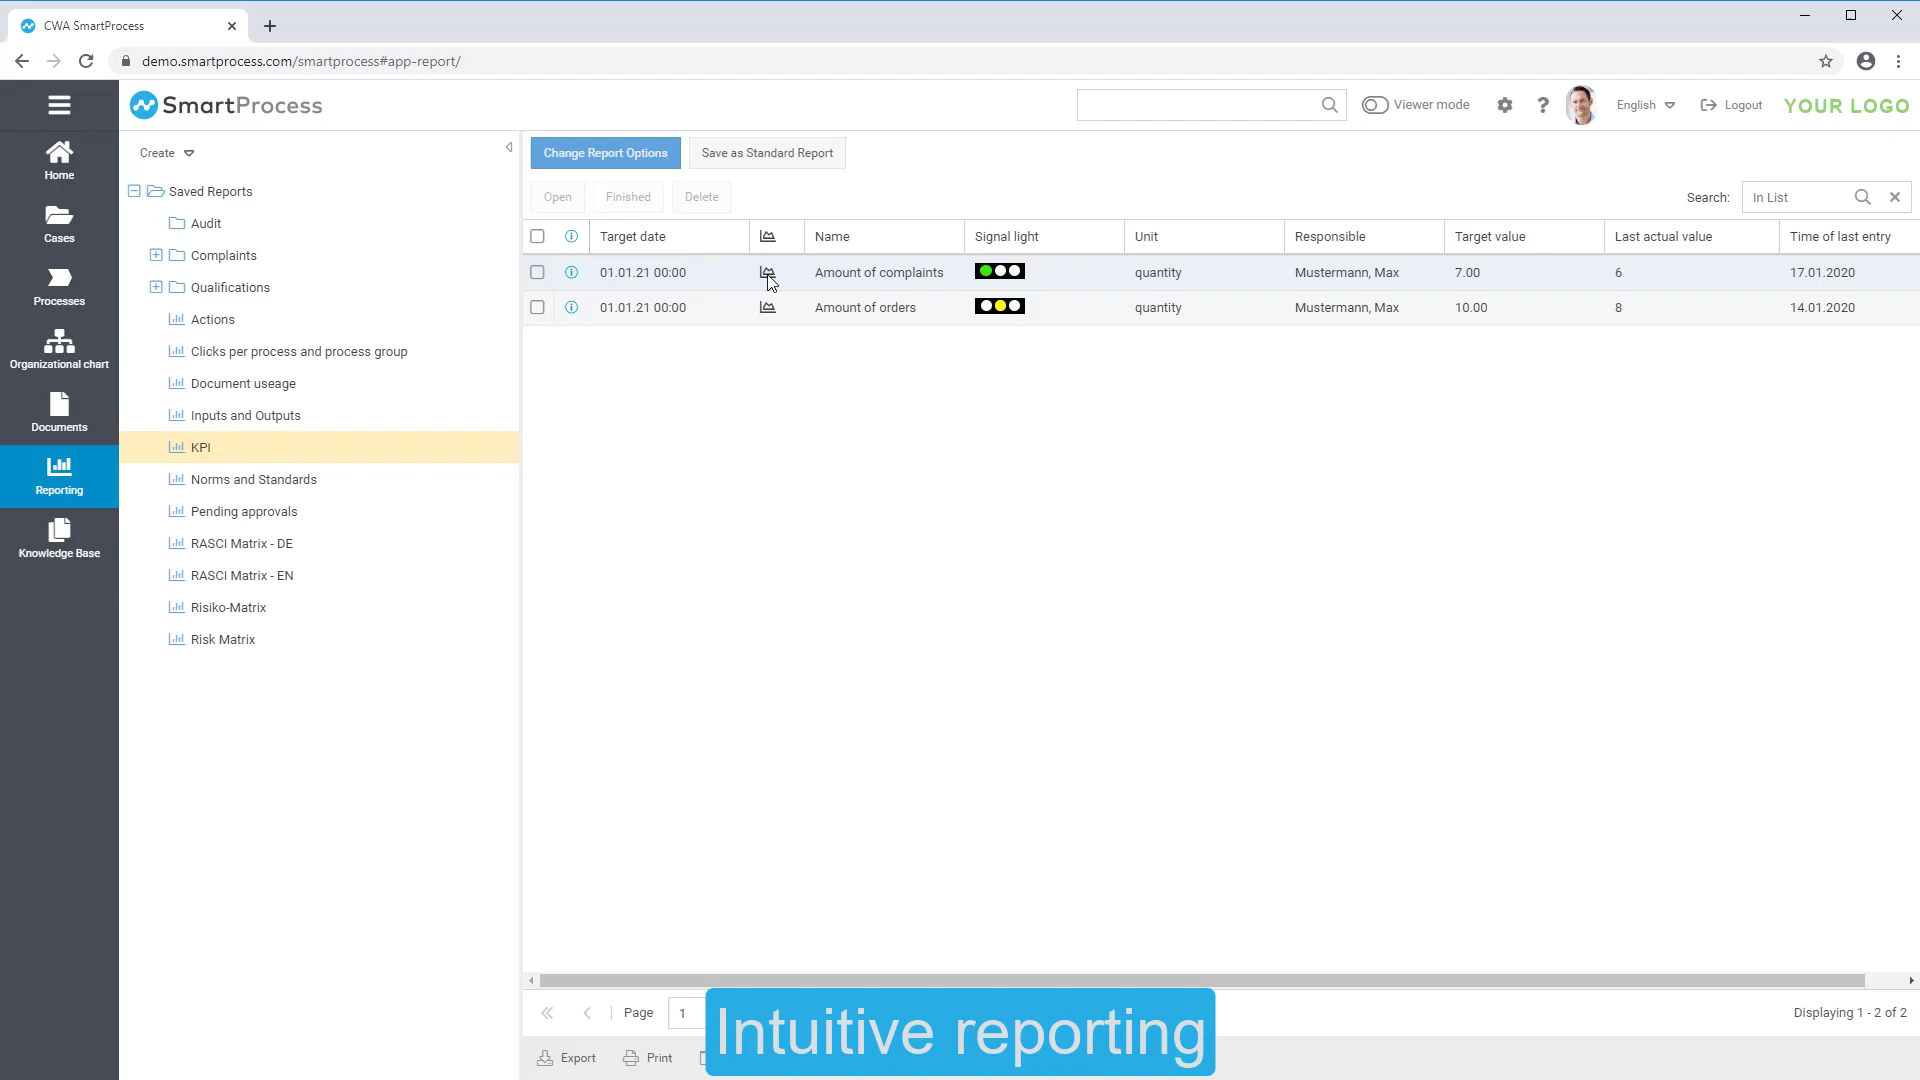 CWA SmartProcess
demo.smartprocess.com/smartprocess#app-report/
SmartProcess
Viewer mode
?
English
Logout
YOUR LOGO
Home
Cases
Processes
Organizational chart
Documents
Reporting
Knowledge Base
Create
Saved Reports
Audit
Complaints
Qualifications
Actions
Clicks per process and process group
Document useage
Inputs and Outputs
KPI
Norms and Standards
Pending approvals
RASCI Matrix - DE
RASCI Matrix - EN
Risiko-Matrix
Risk Matrix
Change Report Options Save as Standard Report
Open Finished Delete
Search: In List
Target date Name Signal light Unit Responsible Target value Last actual value Time of last entry
01.01.21 00:00 Amount of complaints quantity Mustermann, Max 7.00 6 17.01.2020
01.01.21 00:00 Amount of orders quantity Mustermann, Max 10.00 8 14.01.2020
Page 1
Displaying 1 - 2 of 2
Export Print
Intuitive reporting